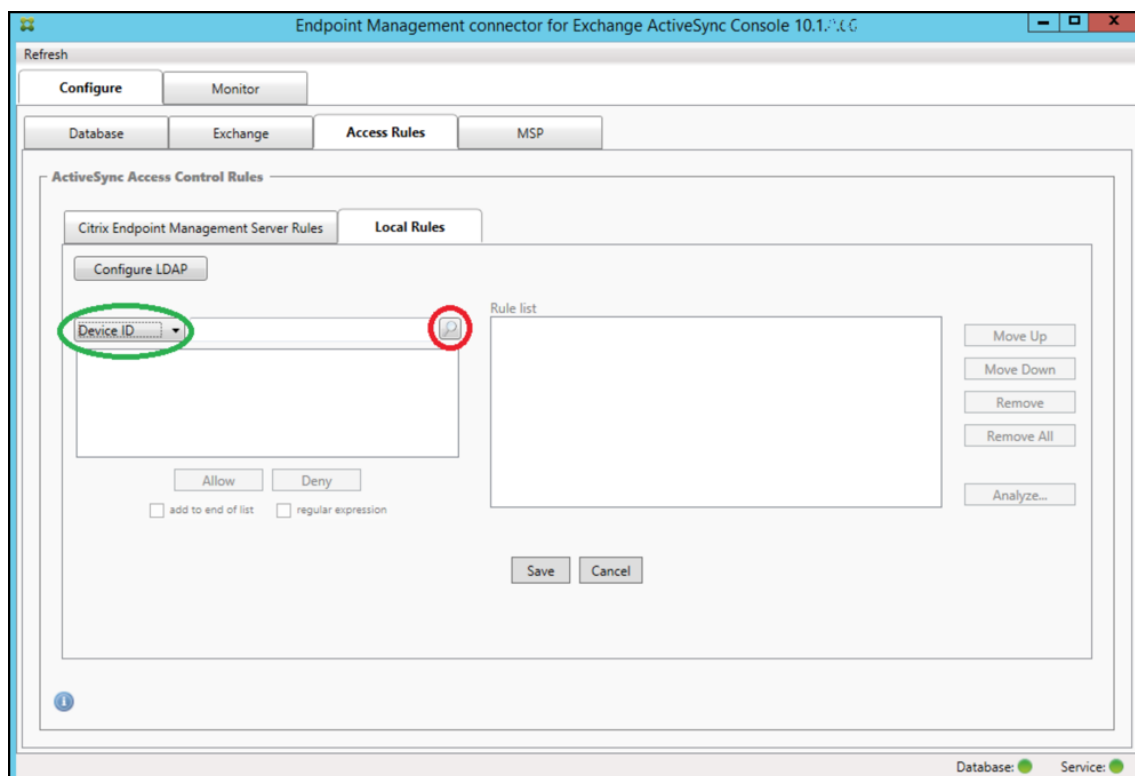 Endpoint Management connector for Exchange ActiveSync Console
Refresh
Configure Monitor
Database Exchange Access Rules MSP
ActiveSync Access Control Rules
Citrix Endpoint Management Server Rules Local Rules
Configure LDAP
Rule list
Device ID
Move Up
Move Down
Remove
Remove All
Allow Deny
Analyze...
add to end of list regular expression
Save Cancel
Database: Service: